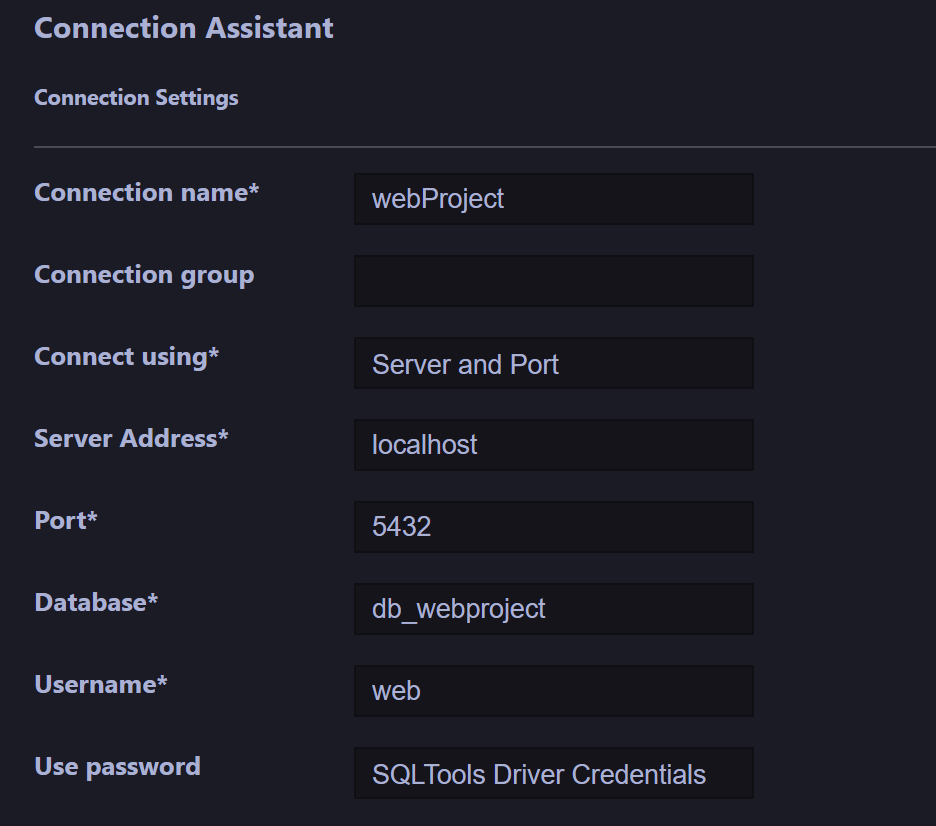 Connection Assistant
Connection Settings
Connection name* webProject
Connection group
Connect using* Server and Port
Server Address* localhost
Port* 5432
Database* db_webproject
Username* web
Use password SQLTools Driver Credentials